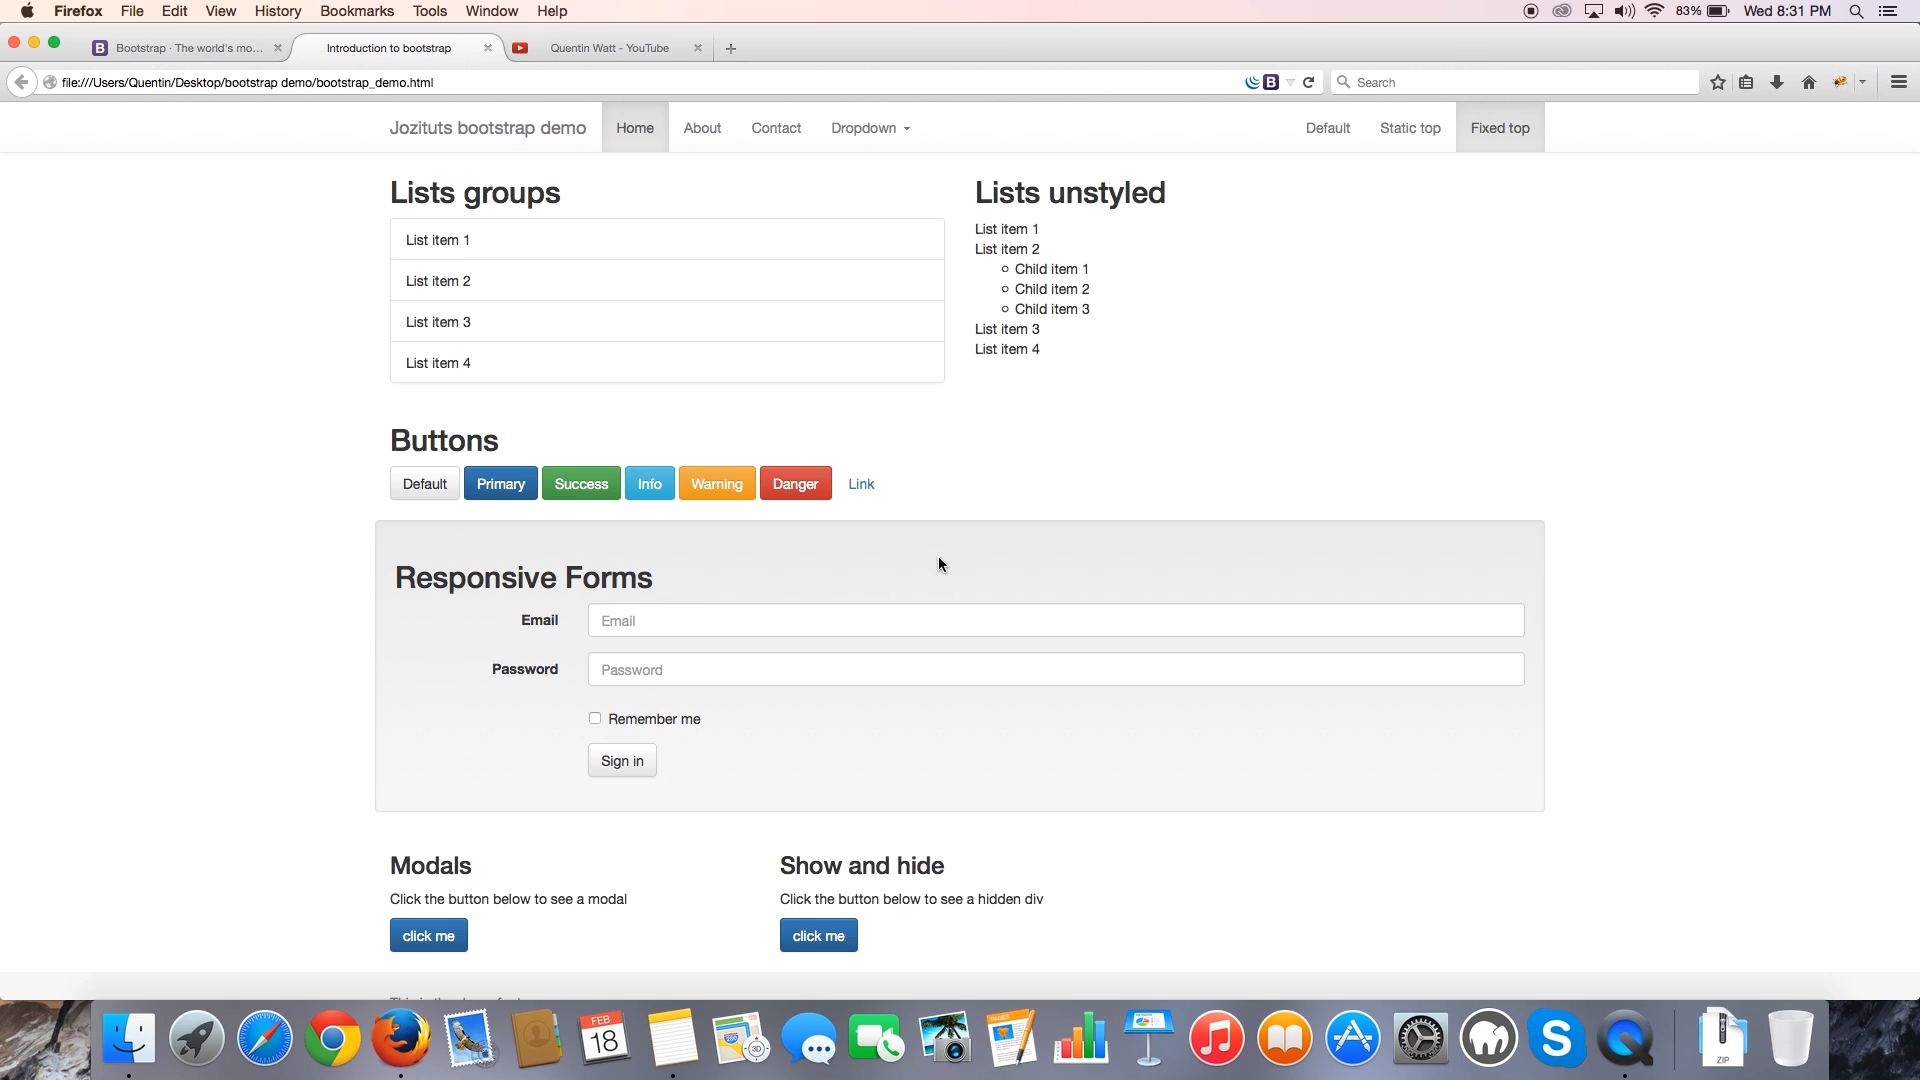 Firefox File Edit View History Bookmarks Tools Window Help 83% Wed 8:31 PM
B Bootstrap · The world's mo... Introduction to bootstrap Quentin Watt - YouTube
file:///Users/Quentin/Desktop/bootstrap demo/bootstrap_demo.html B Search
Jozituts bootstrap demo Home About Contact Dropdown Default Static top Fixed top
Lists groups
List item 1
List item 2
List item 3
List item 4
Lists unstyled
List item 1
List item 2
Child item 1
Child item 2
Child item 3
List item 3
List item 4
Buttons
Default Primary Success Info Warning Danger Link
Responsive Forms
Email Email
Password Password
Remember me
Sign in
Modals
Click the button below to see a modal
click me
Show and hide
Click the button below to see a hidden div
click me
FEB
18
280
3D
PAGES
ZIP